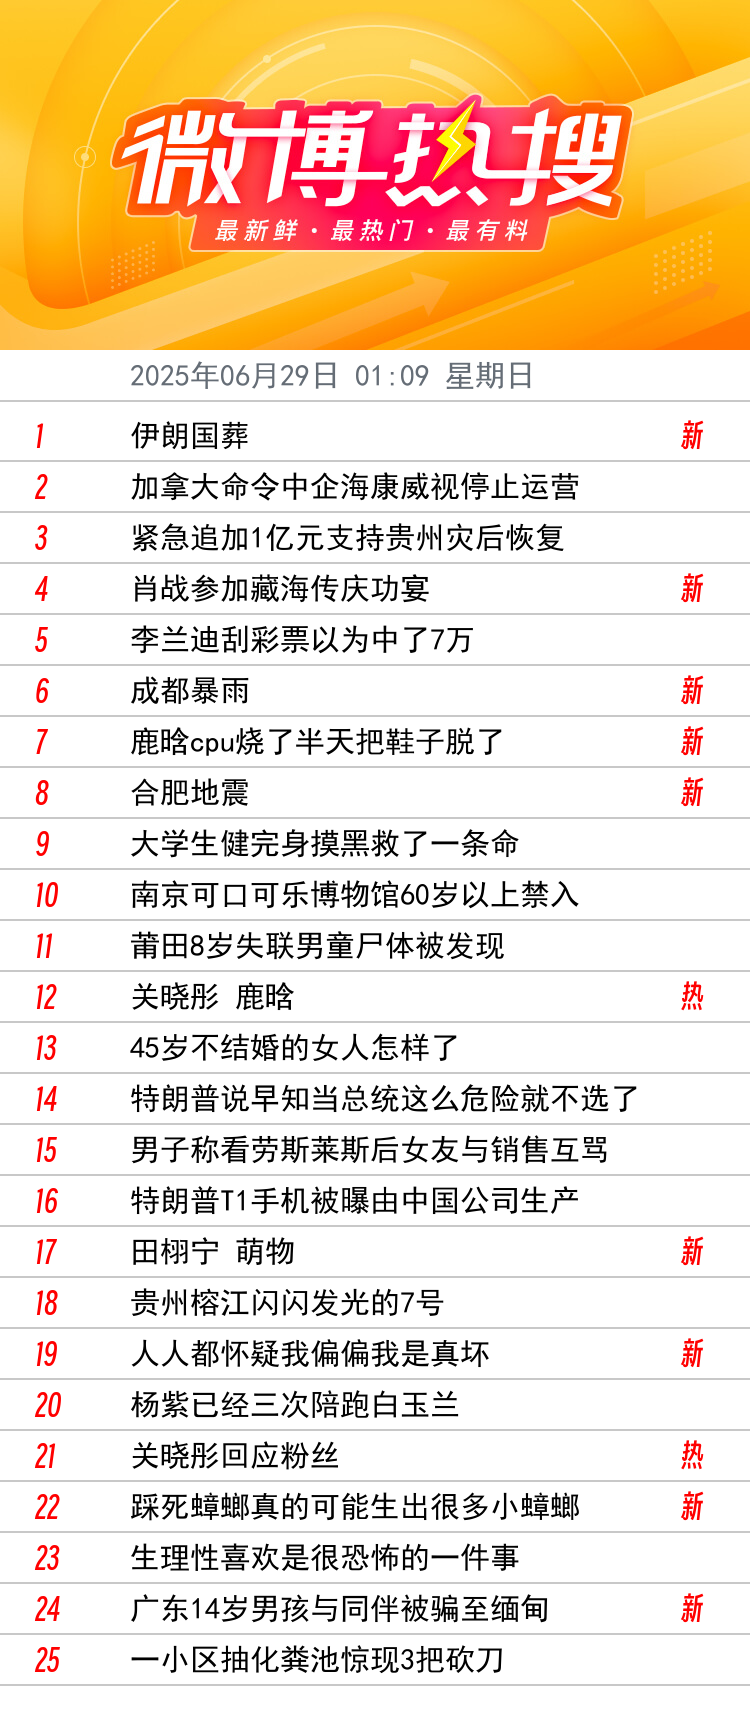 微博热搜
最新鲜·最热门·最有料
2025年06月29日 01:09 星期日
1 伊朗国葬 新
2 加拿大命令中企海康威视停止运营
3 紧急追加1亿元支持贵州灾后恢复
4 肖战参加藏海传庆功宴 新
5 李兰迪刮彩票以为中了7万
6 成都暴雨 新
7 鹿晗cpu烧了半天把鞋子脱了 新
8 合肥地震 新
9 大学生健完身摸黑救了一条命
10 南京可口可乐博物馆60岁以上禁入
11 莆田8岁失联男童尸体被发现
12 关晓彤 鹿晗 热
13 45岁不结婚的女人怎样了
14 特朗普说早知当总统这么危险就不选了
15 男子称看劳斯莱斯后女友与销售互骂
16 特朗普T1手机被曝由中国公司生产
17 田栩宁 萌物 新
18 贵州榕江闪闪发光的7号
19 人人都怀疑我偏偏我是真坏 新
20 杨紫已经三次陪跑白玉兰
21 关晓彤回应粉丝 热
22 踩死蟑螂真的可能生出很多小蟑螂 新
23 生理性喜欢是很恐怖的一件事
24 广东14岁男孩与同伴被骗至缅甸 新
25 一小区抽化粪池惊现3把砍刀